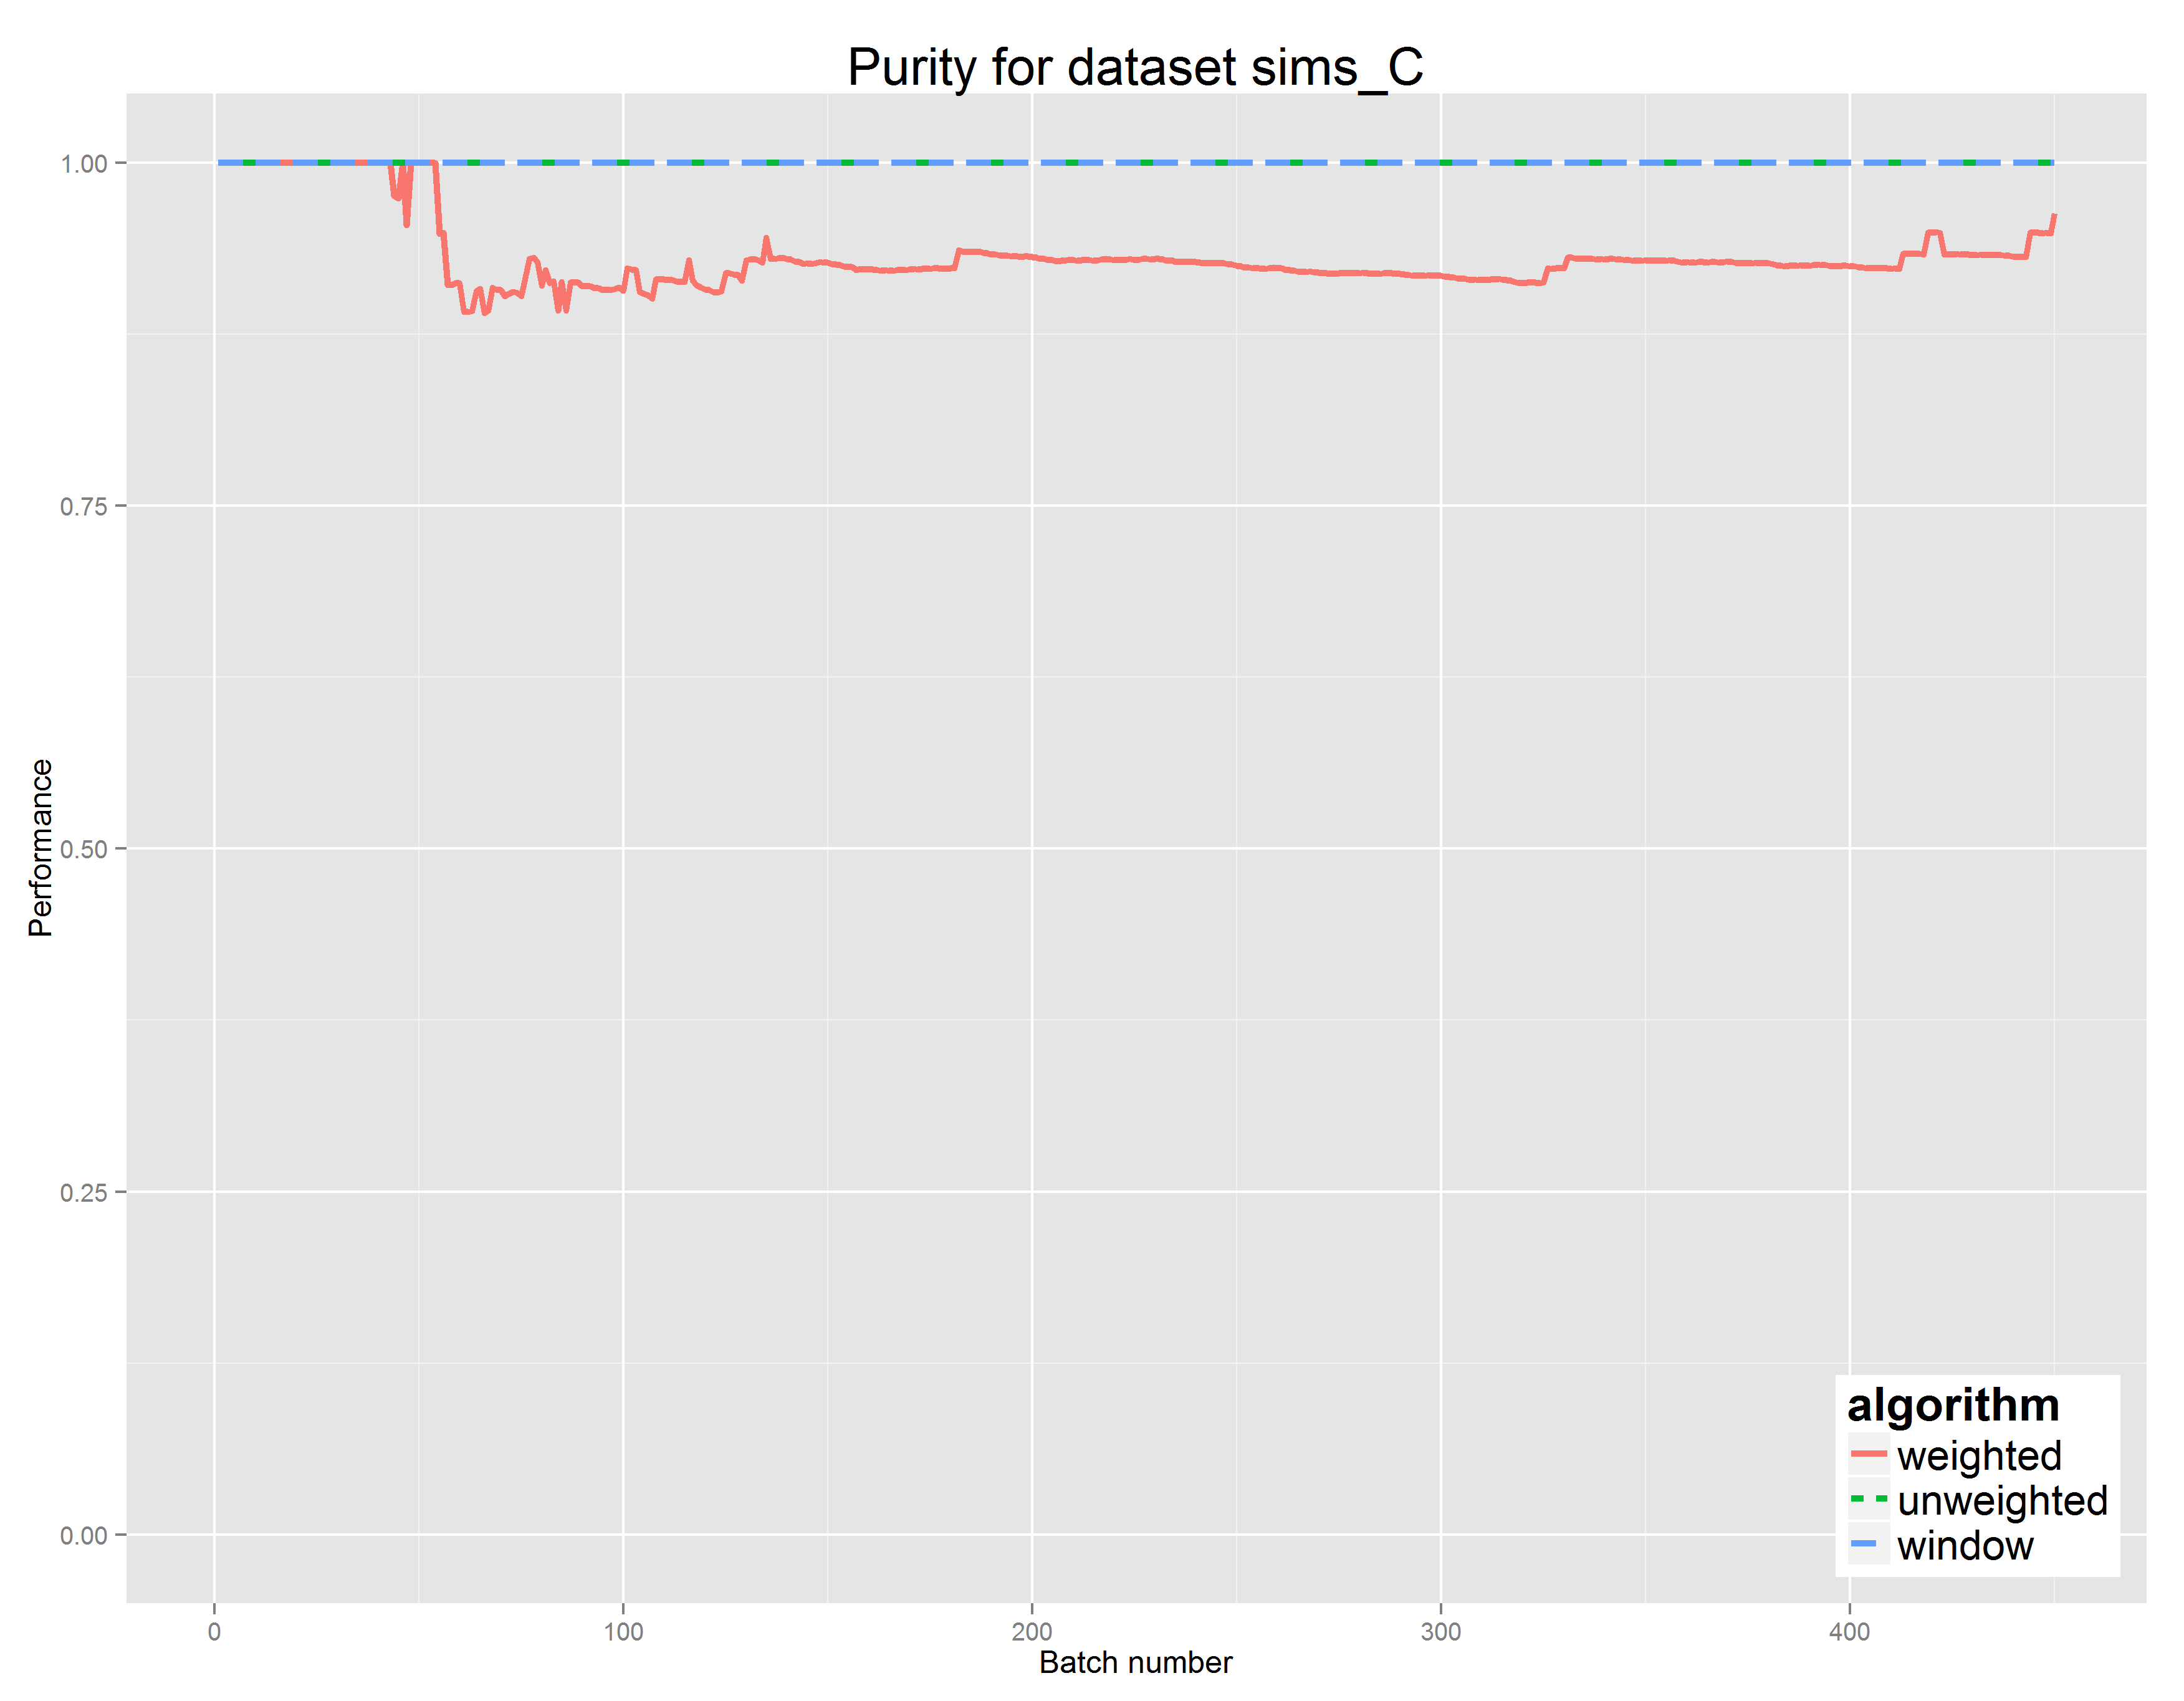 Purity for dataset sims_C
1.00
0.75
0.50
0.25
0.00
Performance
0 100 200 300 400
Batch number
algorithm
weighted
unweighted
window